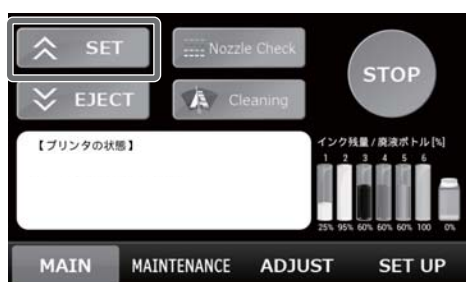 SET
Nozzle Check
STOP
EJECT
Cleaning
【プリンタの状態】
インク残量 / 廃液ボトル [%]
1 2 3 4 5 6
25% 95% 60% 60% 60% 100 0%
MAIN MAINTENANCE ADJUST SET UP